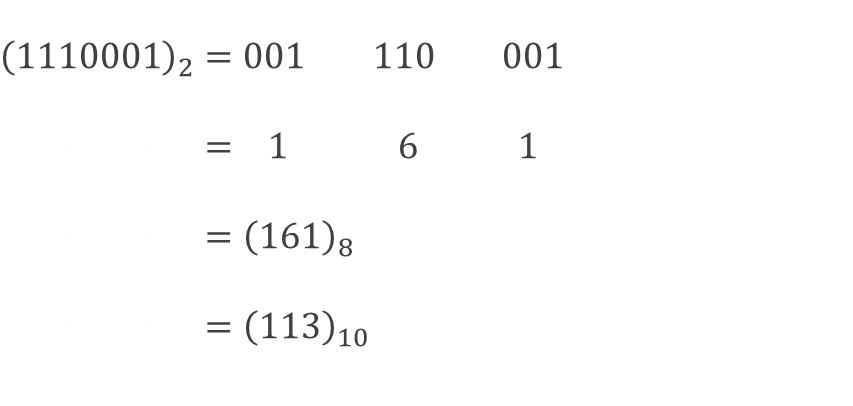 (1110001)₂ = 001 110 001
= 1 6 1
= (161)₈
= (113)₁₀